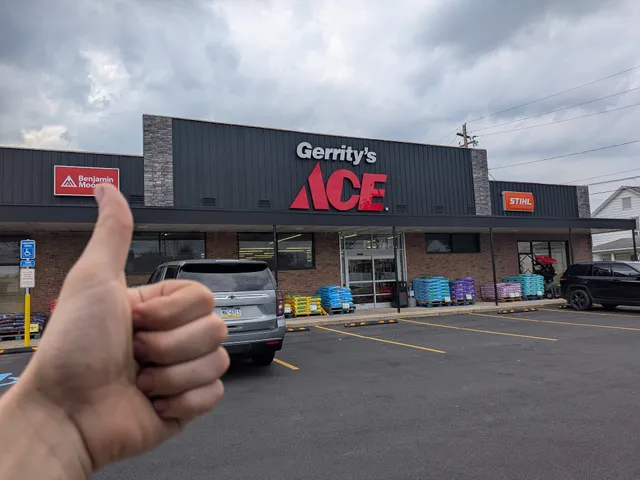 Gerrity's
ACE
Benjamin
Moore
STIHL